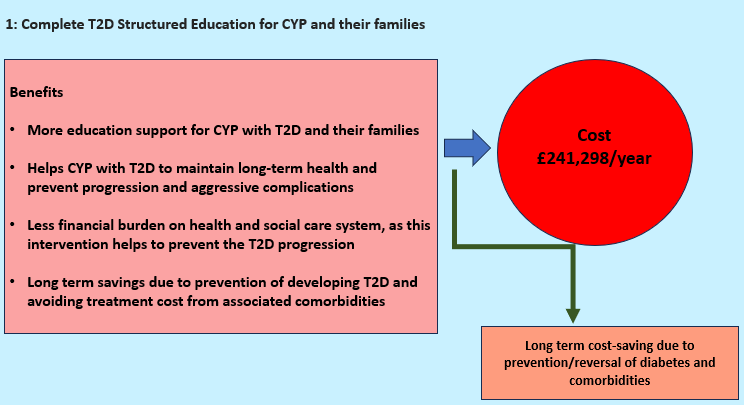 1: Complete T2D Structured Education for CYP and their families
Benefits
• More education support for CYP with T2D and their families
• Helps CYP with T2D to maintain long-term health and
prevent progression and aggressive complications
• Less financial burden on health and social care system, as this
intervention helps to prevent the T2D progression
• Long term savings due to prevention of developing T2D and
avoiding treatment cost from associated comorbidities
Cost
£241,298/year
Long term cost-saving due to
prevention/reversal of diabetes and
comorbidities